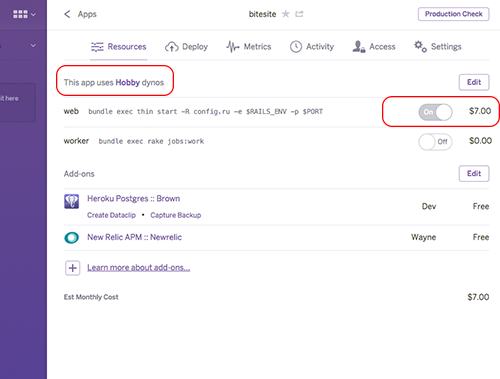 Apps
bitesite
Production Check
Resources
Deploy
Metrics
Activity
Access
Settings
it here
This app uses Hobby dynos
Edit
web bundle exec thin start -R config.ru -e $RAILS_ENV -p $PORT On $7.00
worker bundle exec rake jobs:work Off $0.00
Add-ons
Edit
Heroku Postgres :: Brown Dev Free
Create Dataclip • Capture Backup
New Relic APM :: Newrelic Wayne Free
Learn more about add-ons...
Est Monthly Cost $7.00